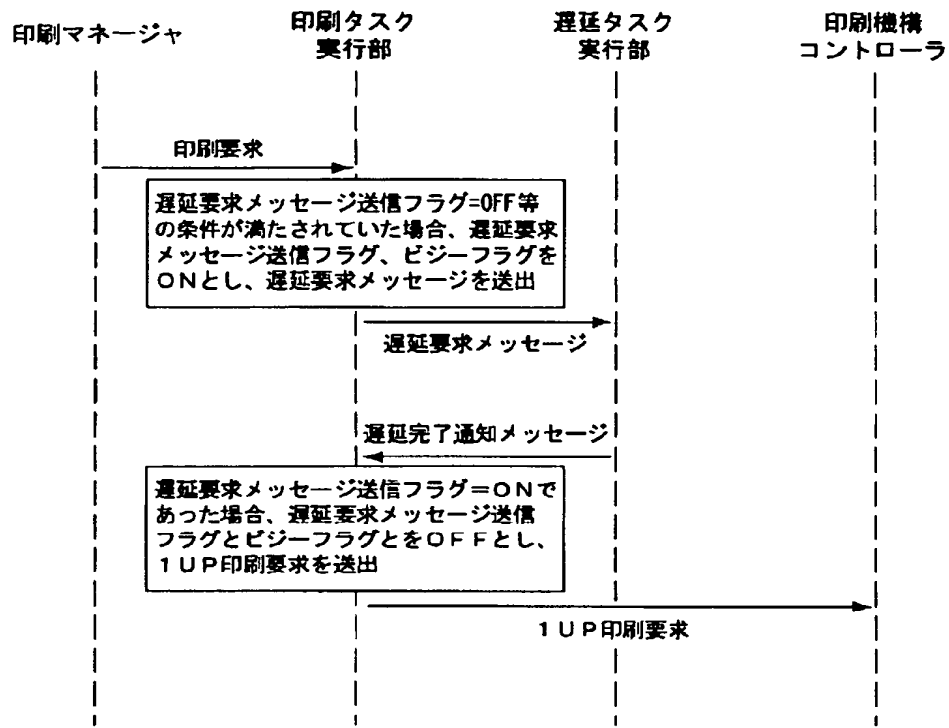 印刷マネージャ
印刷タスク
実行部
遅延タスク
実行部
印刷機構
コントローラ
印刷要求
遅延要求メッセージ送信フラグ=OFF等
の条件が満たされていた場合、遅延要求
メッセージ送信フラグ、ビジーフラグを
ONとし、遅延要求メッセージを送出
遅延要求メッセージ
遅延完了通知メッセージ
遅延要求メッセージ送信フラグ=ONで
あった場合、遅延要求メッセージ送信
フラグとビジーフラグとをOFFとし、
1UP印刷要求を送出
1UP印刷要求